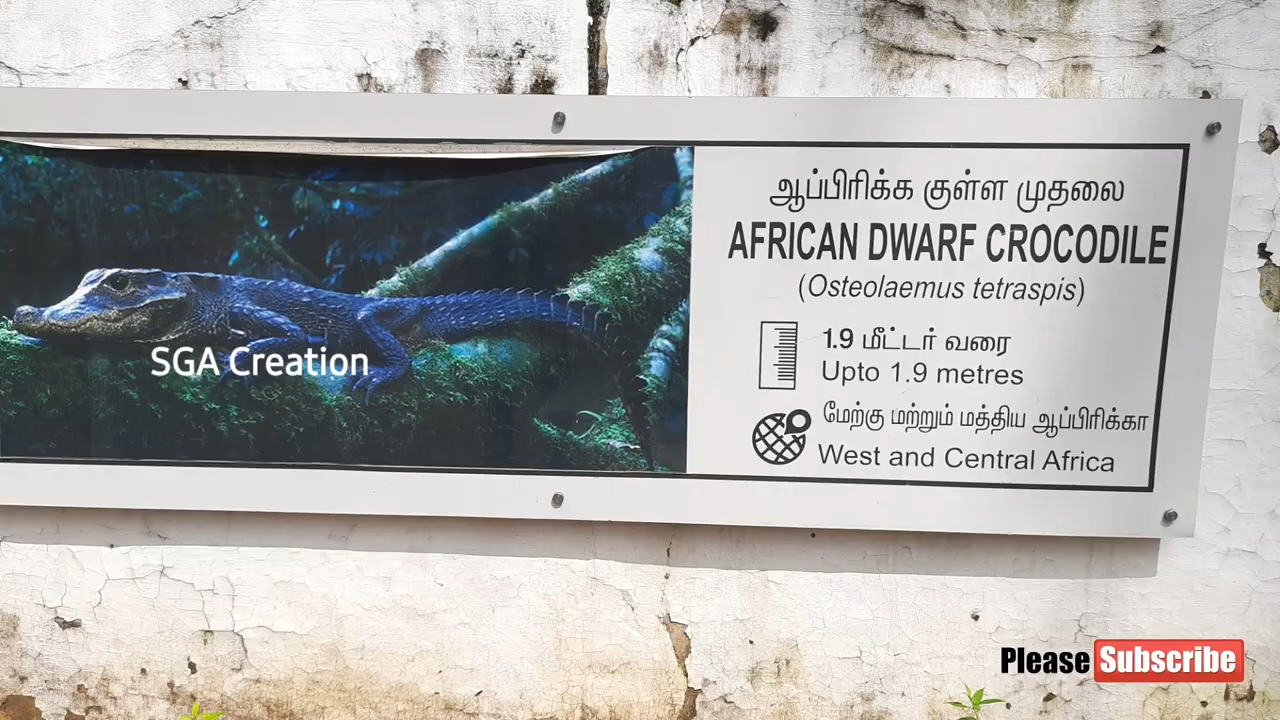 ஆப்பிரிக்க குள்ள முதலை
AFRICAN DWARF CROCODILE
(Osteolaemus tetraspis)
1.9 மீட்டர் வரை
Upto 1.9 metres
மேற்கு மற்றும் மத்திய ஆப்பிரிக்கா
West and Central Africa
SGA Creation
Please Subscribe